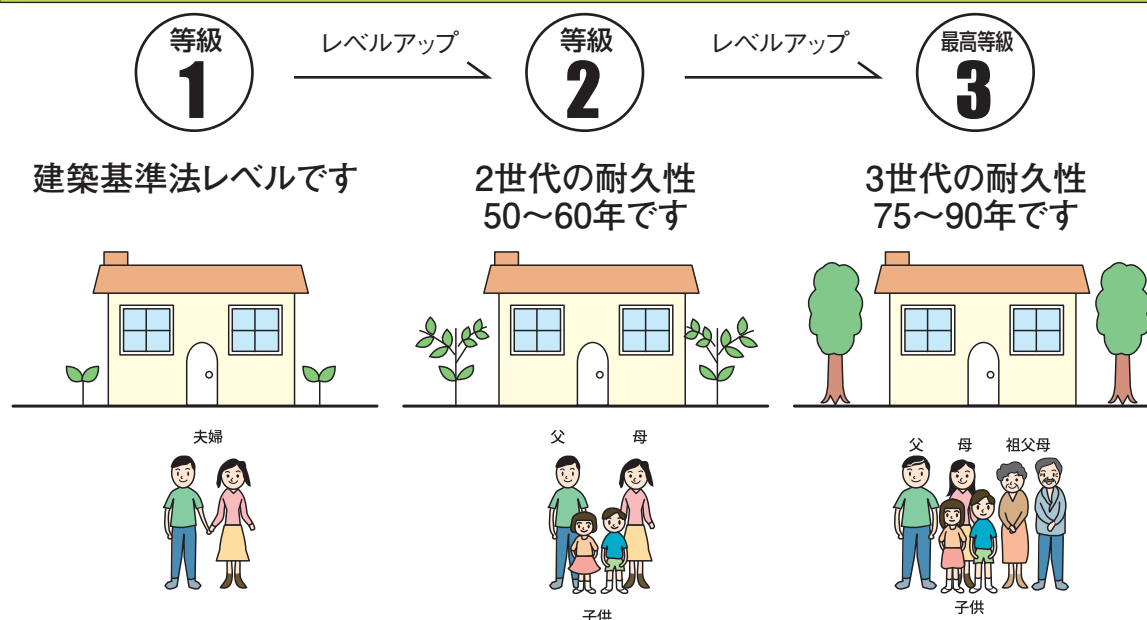 等級
1
レベルアップ
等級
2
レベルアップ
最高等級
3
建築基準法レベルです
2世代の耐久性
50〜60年です
3世代の耐久性
75〜90年です
夫婦
父 母
子供
父 母 祖父母
子供